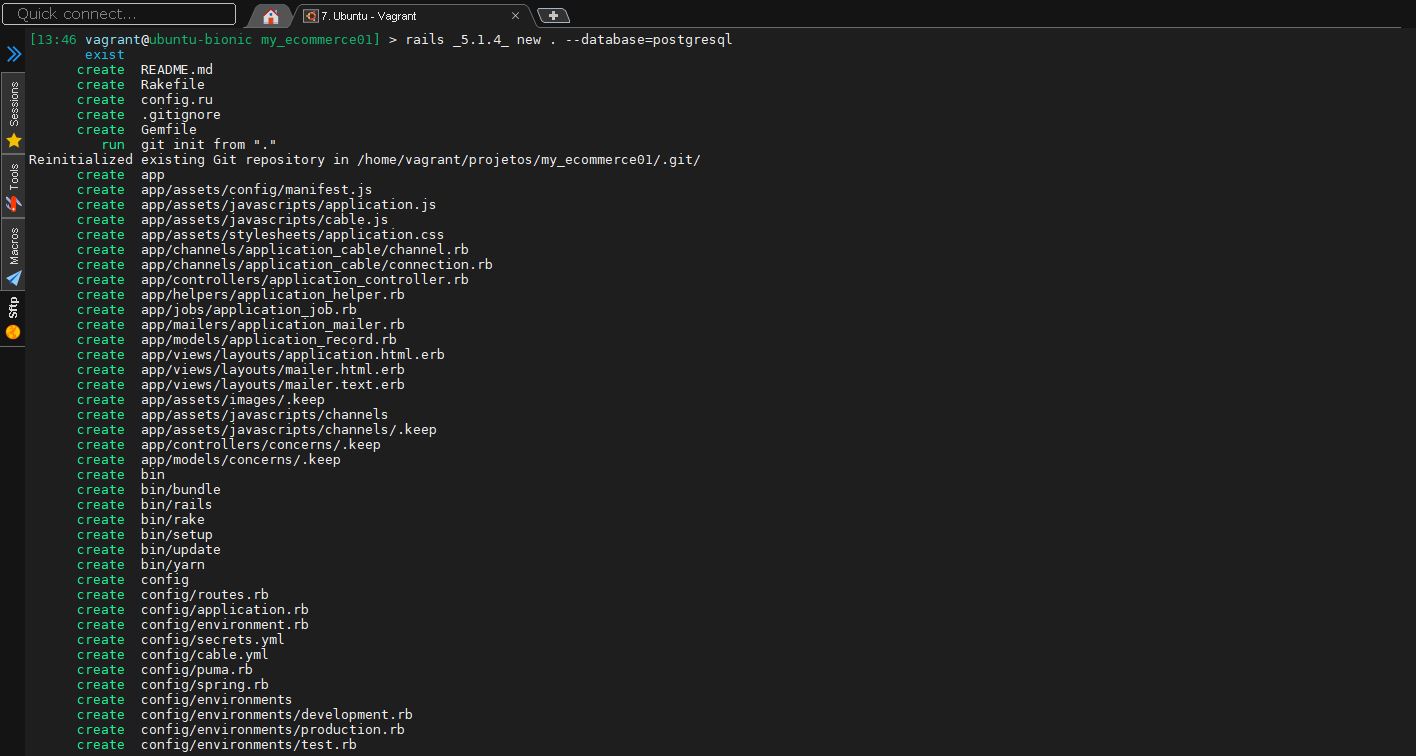 Quick connect...
7. Ubuntu - Vagrant
Sessions
Tools
Macros
Sftp
[13:46 vagrant@ubuntu-bionic my_ecommerce01] > rails _5.1.4_ new . --database=postgresql
exist
create README.md
create Rakefile
create config.ru
create .gitignore
create Gemfile
run git init from "."
Reinitialized existing Git repository in /home/vagrant/projetos/my_ecommerce01/.git/
create app
create app/assets/config/manifest.js
create app/assets/javascripts/application.js
create app/assets/javascripts/cable.js
create app/assets/stylesheets/application.css
create app/channels/application_cable/channel.rb
create app/channels/application_cable/connection.rb
create app/controllers/application_controller.rb
create app/helpers/application_helper.rb
create app/jobs/application_job.rb
create app/mailers/application_mailer.rb
create app/models/application_record.rb
create app/views/layouts/application.html.erb
create app/views/layouts/mailer.html.erb
create app/views/layouts/mailer.text.erb
create app/assets/images/.keep
create app/assets/javascripts/channels
create app/assets/javascripts/channels/.keep
create app/controllers/concerns/.keep
create app/models/concerns/.keep
create bin
create bin/bundle
create bin/rails
create bin/rake
create bin/setup
create bin/update
create bin/yarn
create config
create config/routes.rb
create config/application.rb
create config/environment.rb
create config/secrets.yml
create config/cable.yml
create config/puma.rb
create config/spring.rb
create config/environments
create config/environments/development.rb
create config/environments/production.rb
create config/environments/test.rb